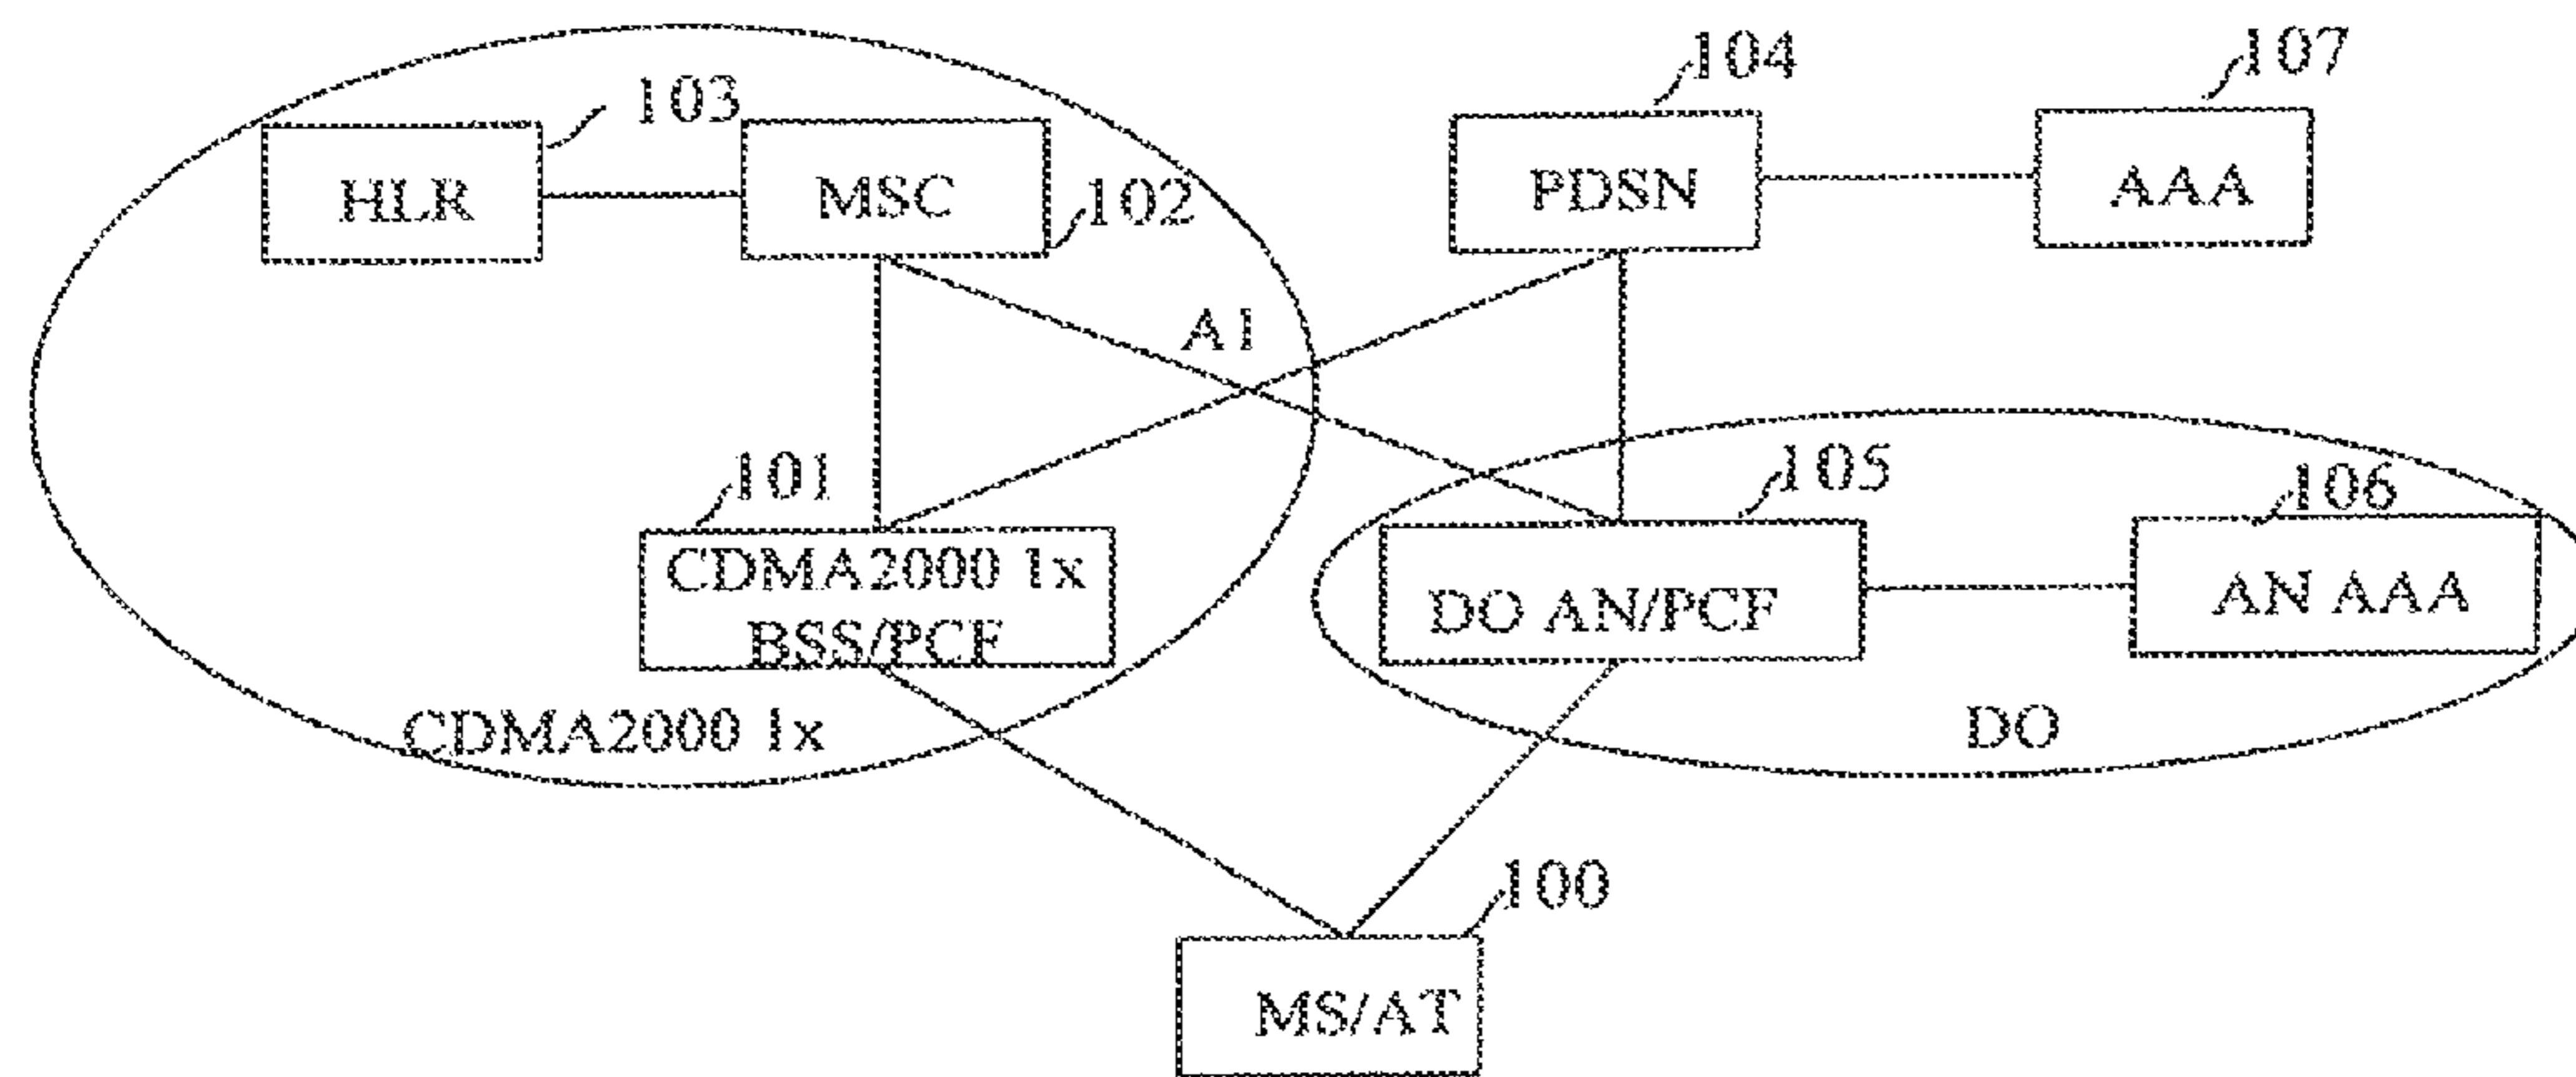 104
107
103
HLR
MSC
102
PDSN
AAA
A1
101
105
106
CDMA2000 1x
BSS/PCF
DO AN/PCF
AN AAA
CDMA2000 1x
DO
100
MS/AT